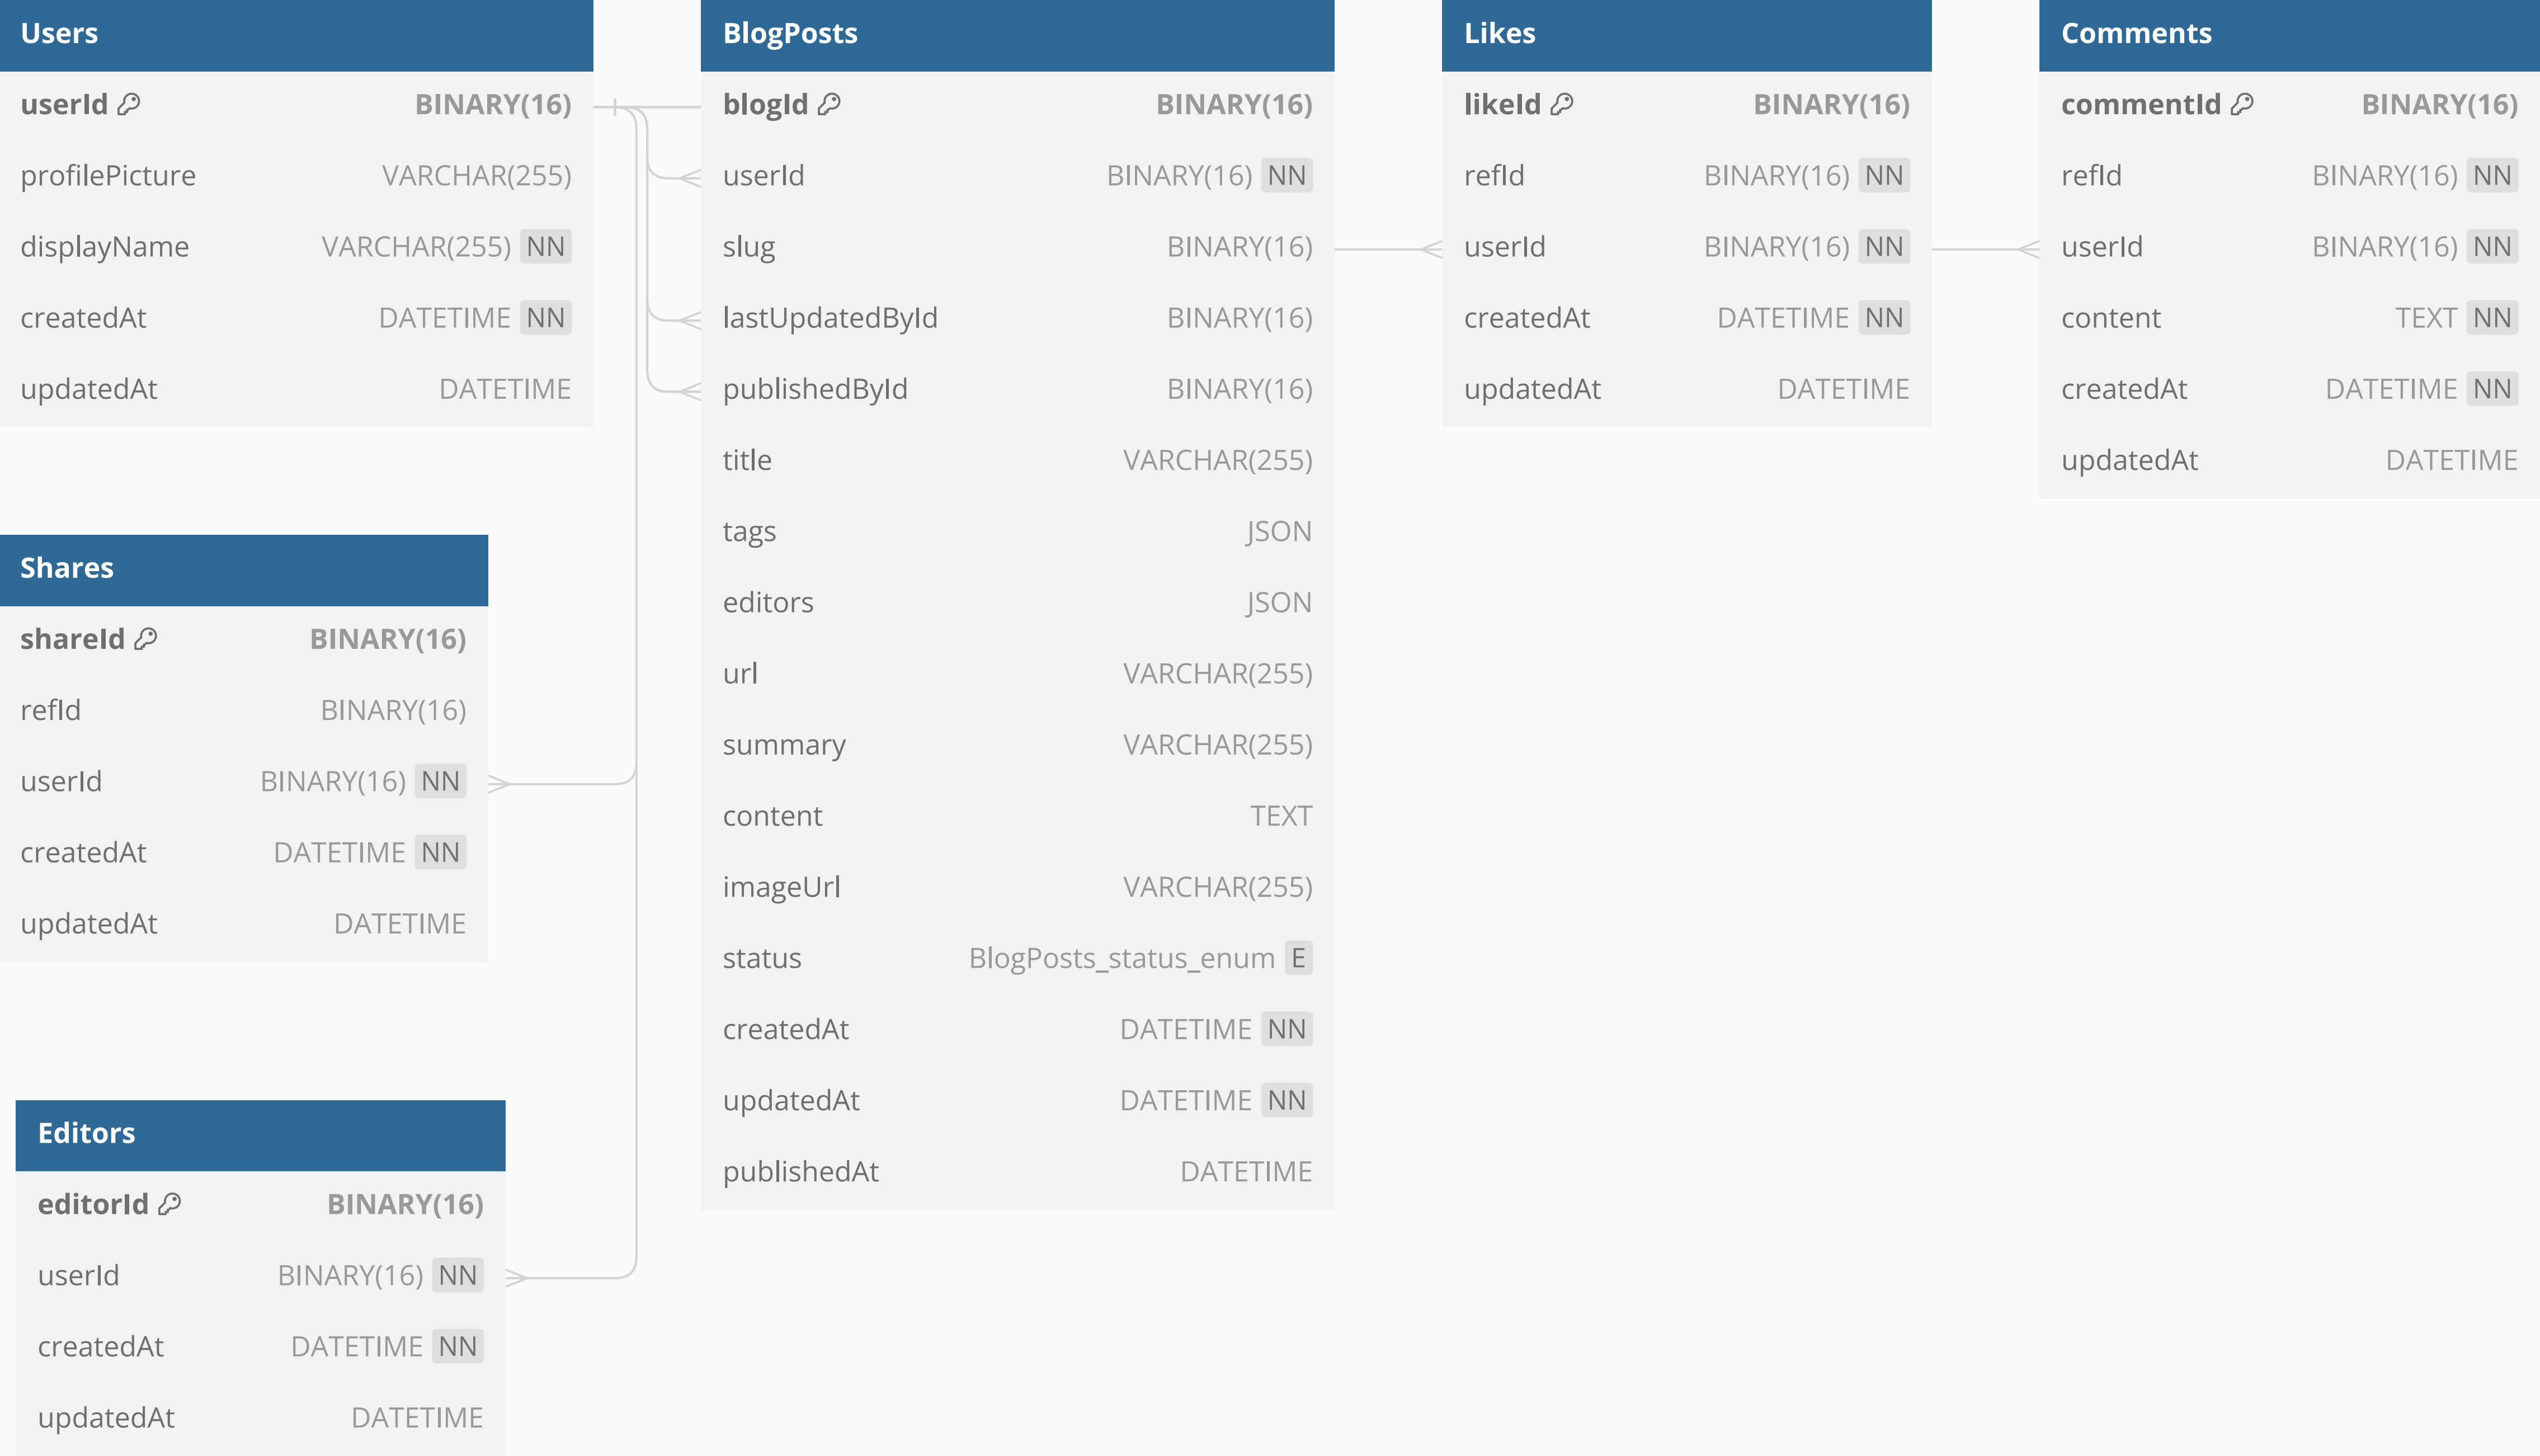 Users
userId BINARY(16)
profilePicture VARCHAR(255)
displayName VARCHAR(255) NN
createdAt DATETIME NN
updatedAt DATETIME
Shares
shareId BINARY(16)
refId BINARY(16)
userId BINARY(16) NN
createdAt DATETIME NN
updatedAt DATETIME
Editors
editorId BINARY(16)
userId BINARY(16) NN
createdAt DATETIME NN
updatedAt DATETIME
BlogPosts
blogId BINARY(16)
userId BINARY(16) NN
slug BINARY(16)
lastUpdatedById BINARY(16)
publishedById BINARY(16)
title VARCHAR(255)
tags JSON
editors JSON
url VARCHAR(255)
summary VARCHAR(255)
content TEXT
imageUrl VARCHAR(255)
status BlogPosts_status_enum E
createdAt DATETIME NN
updatedAt DATETIME NN
publishedAt DATETIME
Likes
likeId BINARY(16)
refId BINARY(16) NN
userId BINARY(16) NN
createdAt DATETIME NN
updatedAt DATETIME
Comments
commentId BINARY(16)
refId BINARY(16) NN
userId BINARY(16) NN
content TEXT NN
createdAt DATETIME NN
updatedAt DATETIME